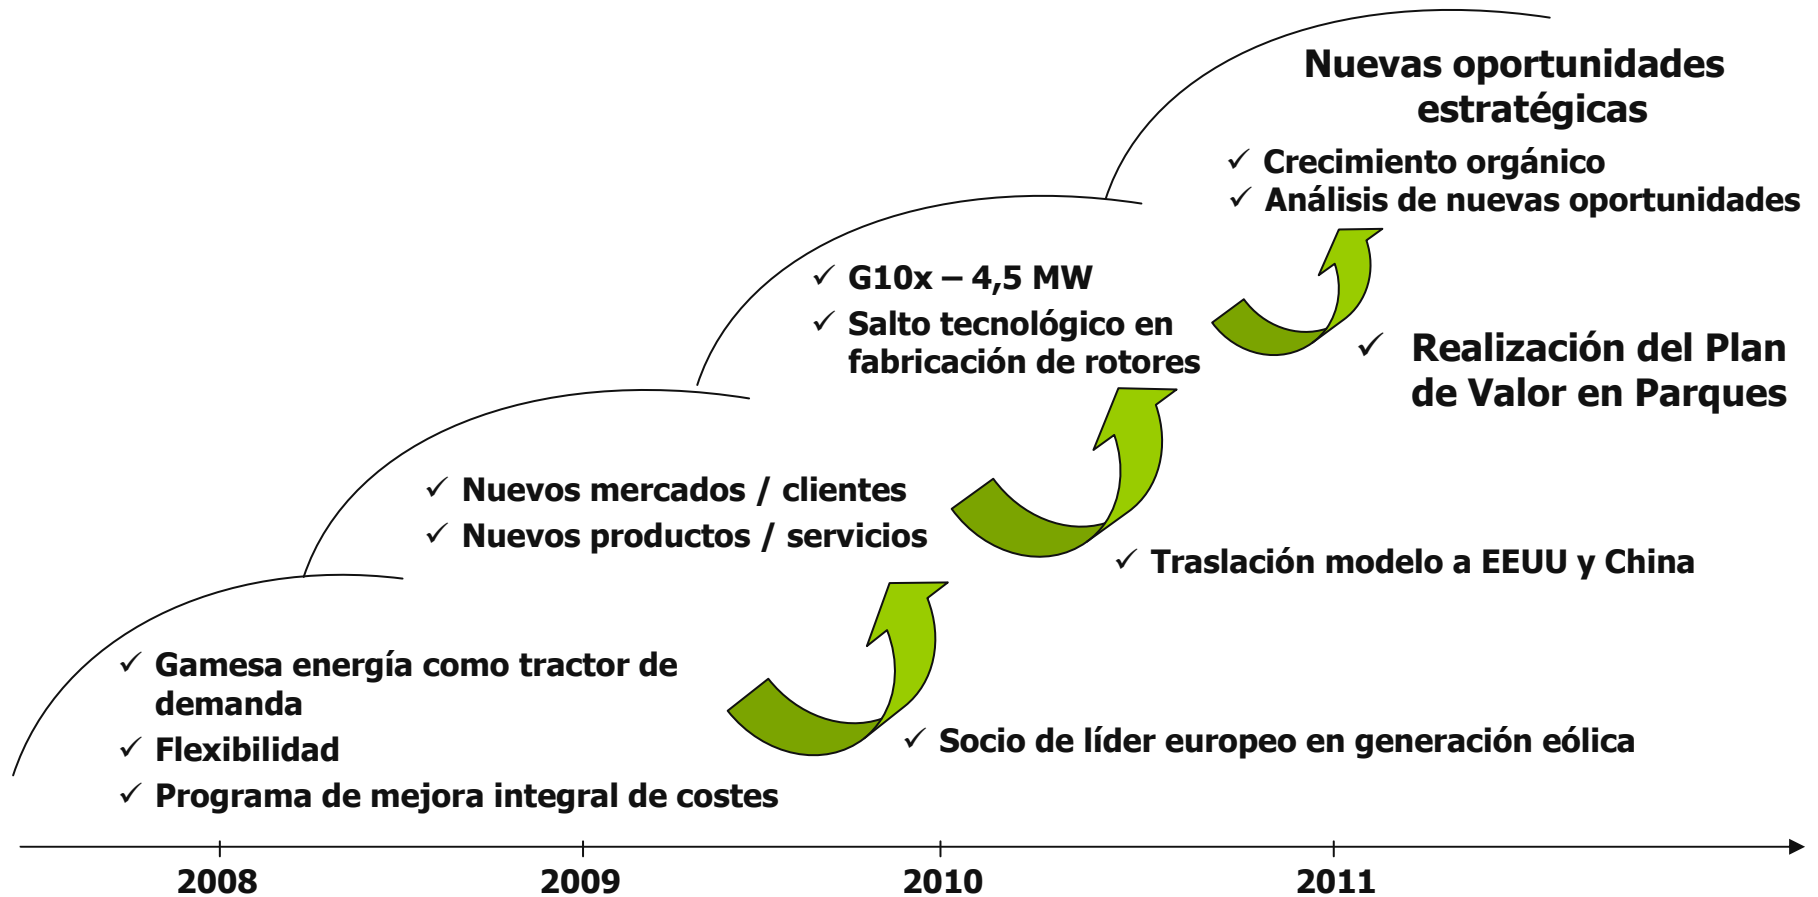 Nuevas oportunidades
estratégicas
✓ Crecimiento orgánico
✓ Análisis de nuevas oportunidades
✓ G10x – 4,5 MW
✓ Salto tecnológico en
fabricación de rotores
✓ Realización del Plan
de Valor en Parques
✓ Nuevos mercados / clientes
✓ Nuevos productos / servicios
✓ Traslación modelo a EEUU y China
✓ Gamesa energía como tractor de
demanda
✓ Flexibilidad
✓ Programa de mejora integral de costes
✓ Socio de líder europeo en generación eólica
2008
2009
2010
2011